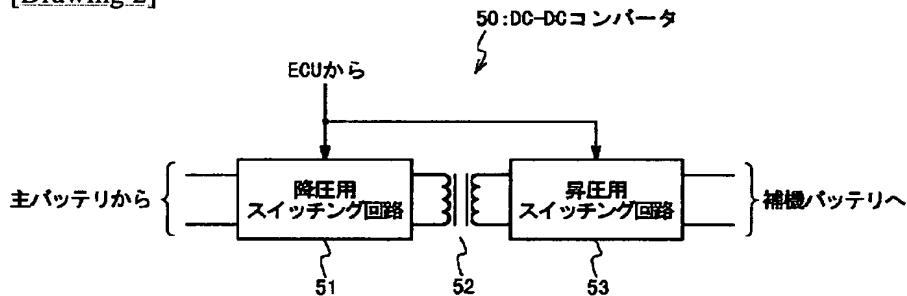 [Drawing 2]
50:DC-DCコンバータ
ECUから
主バッテリから
降圧用
スイッチング回路
昇圧用
スイッチング回路
補機バッテリへ
51
52
53